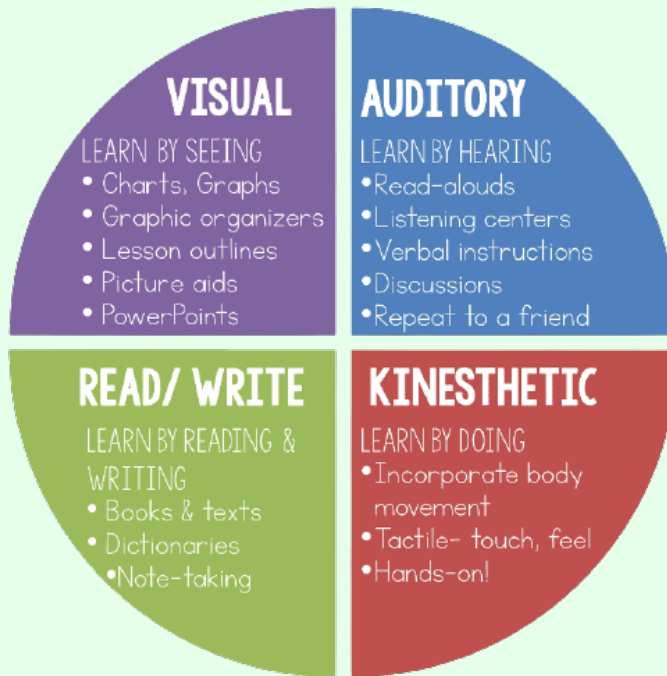 VISUAL
LEARN BY SEEING
• Charts, Graphs
• Graphic organizers
• Lesson outlines
• Picture aids
• PowerPoints
AUDITORY
LEARN BY HEARING
•Read-alouds
•Listening centers
•Verbal instructions
•Discussions
•Repeat to a friend
READ/ WRITE
LEARN BY READING &
WRITING
• Books & texts
• Dictionaries
•Note-taking
KINESTHETIC
LEARN BY DOING
•Incorporate body
movement
•Tactile- touch, feel
•Hands-on!